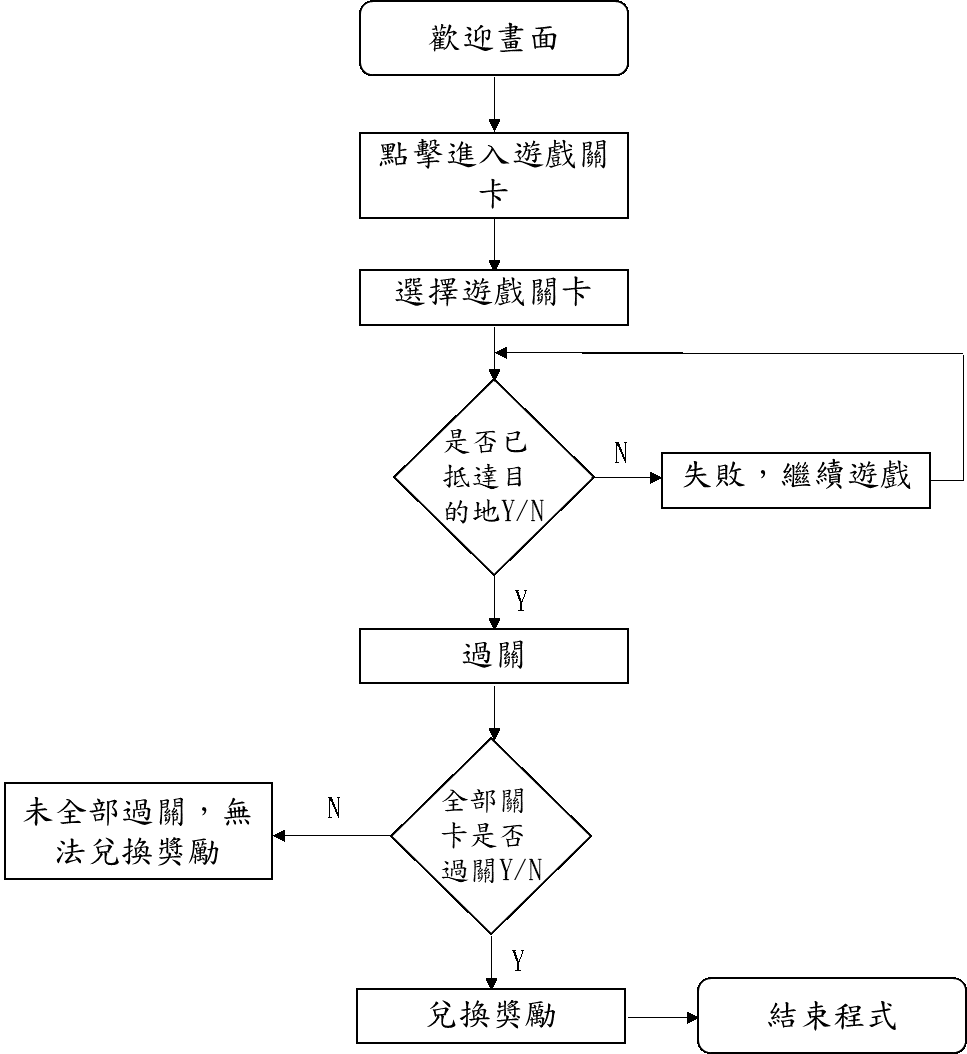 歡迎畫面
點擊進入遊戲關
卡
選擇遊戲關卡
是否已
抵達目
的地Y/N
N
失敗，繼續遊戲
Y
過關
全部關
卡是否
過關Y/N
N
未全部過關，無
法兌換獎勵
Y
兌換獎勵
結束程式